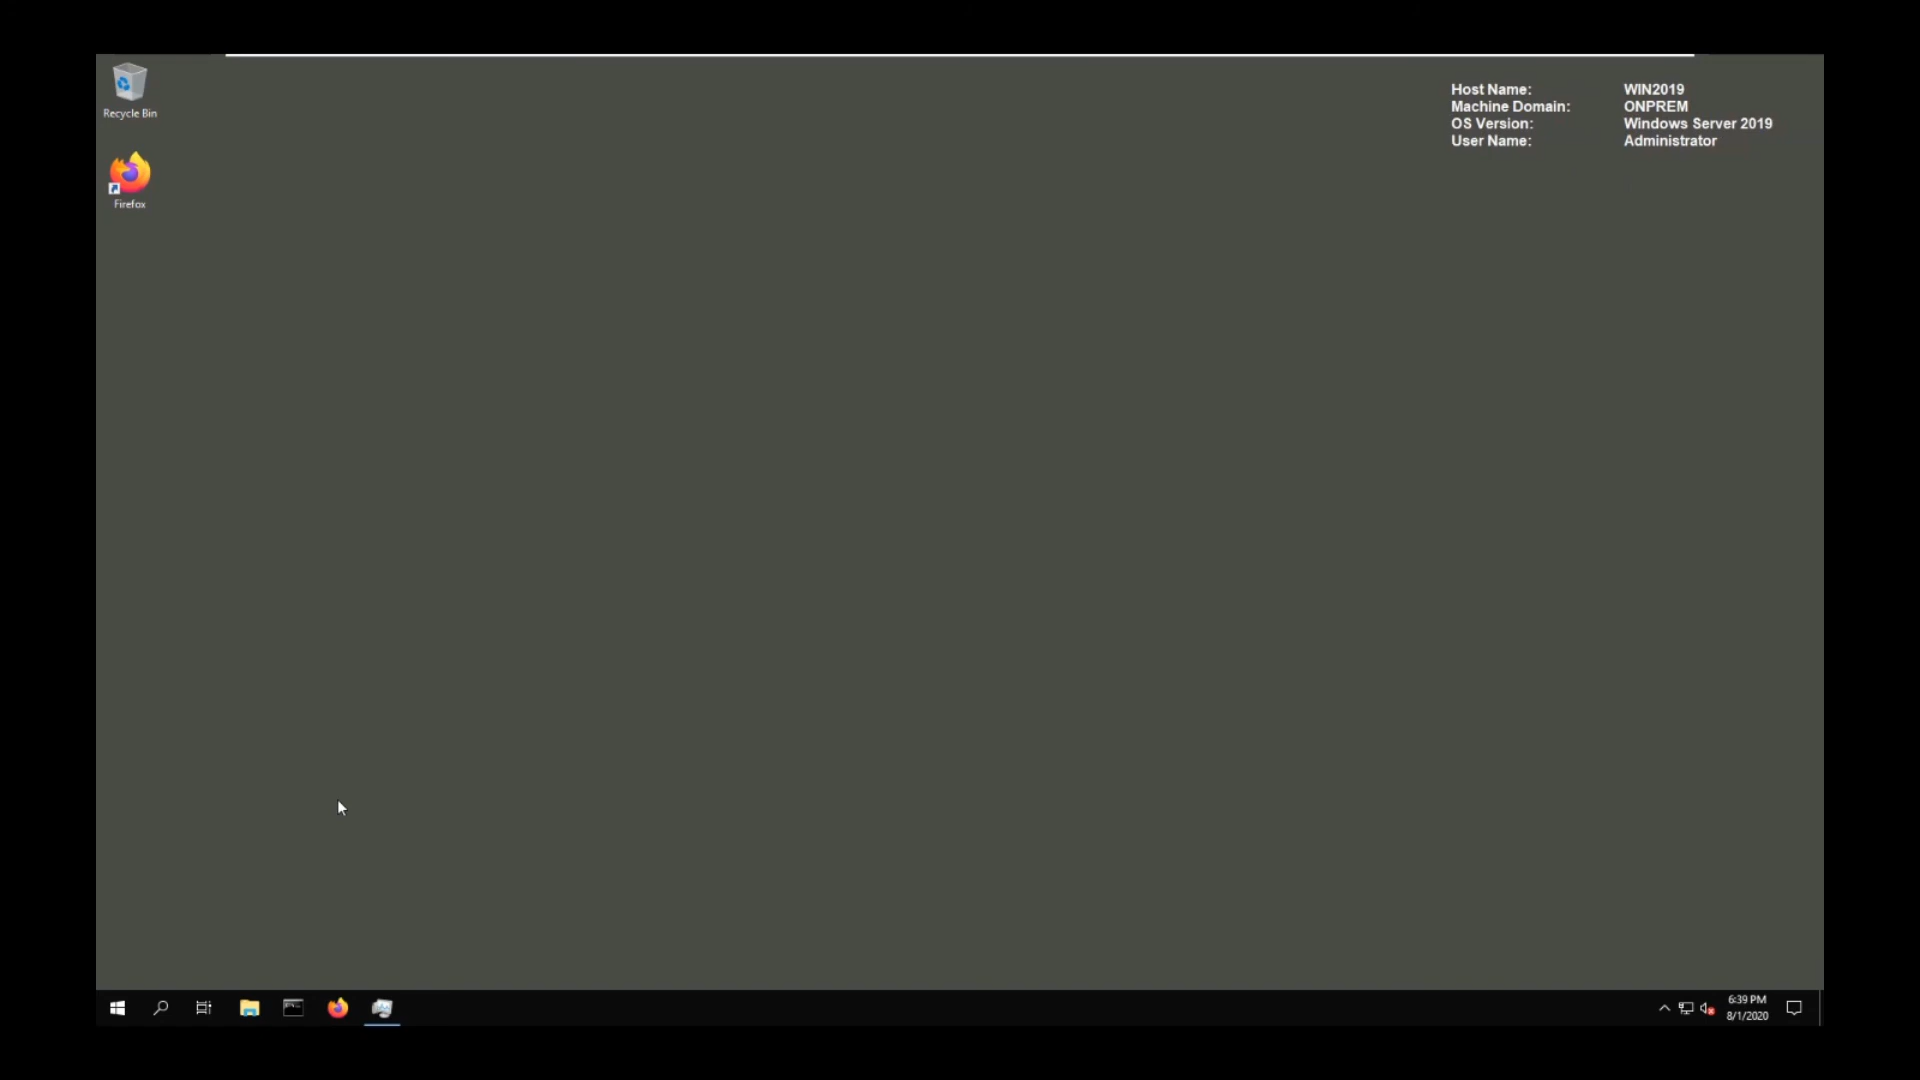 Recycle Bin
Firefox
Host Name: WIN2019
Machine Domain: ONPREM
OS Version: Windows Server 2019
User Name: Administrator
6:39 PM
8/1/2020